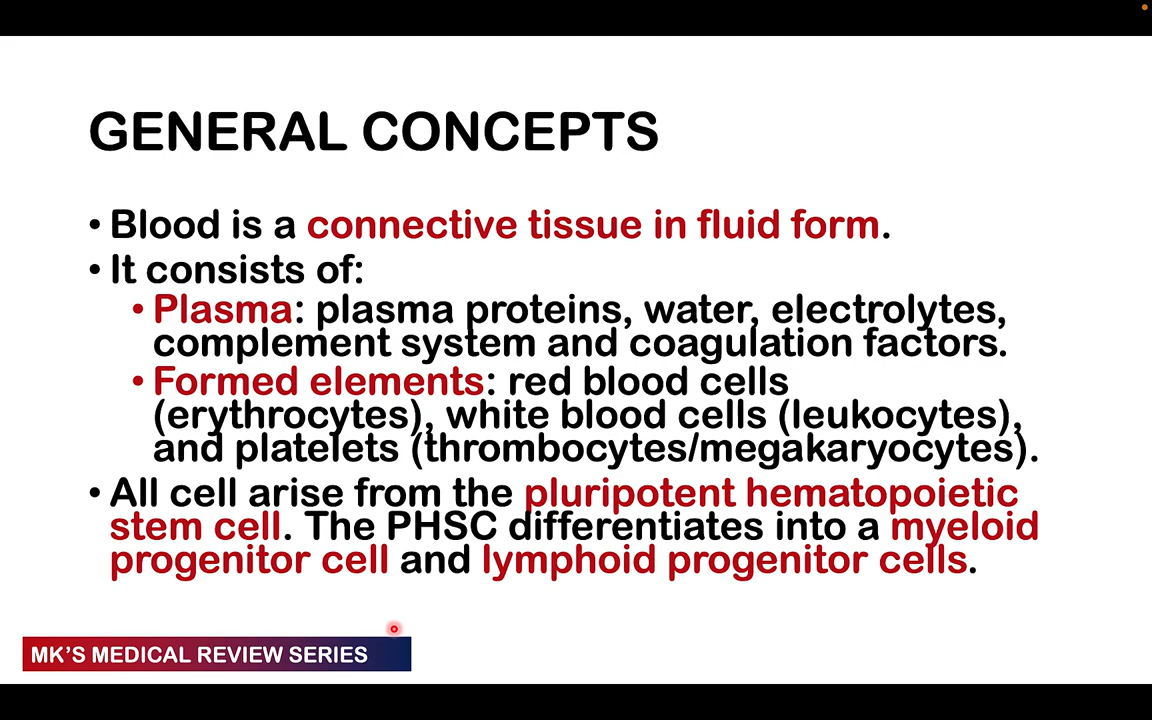 GENERAL CONCEPTS
• Blood is a connective tissue in fluid form.
• It consists of:
• Plasma: plasma proteins, water, electrolytes,
complement system and coagulation factors.
• Formed elements: red blood cells
(erythrocytes), white blood cells (leukocytes),
and platelets (thrombocytes/megakaryocytes).
• All cell arise from the pluripotent hematopoietic
stem cell. The PHSC differentiates into a myeloid
progenitor cell and lymphoid progenitor cells.
MK'S MEDICAL REVIEW SERIES